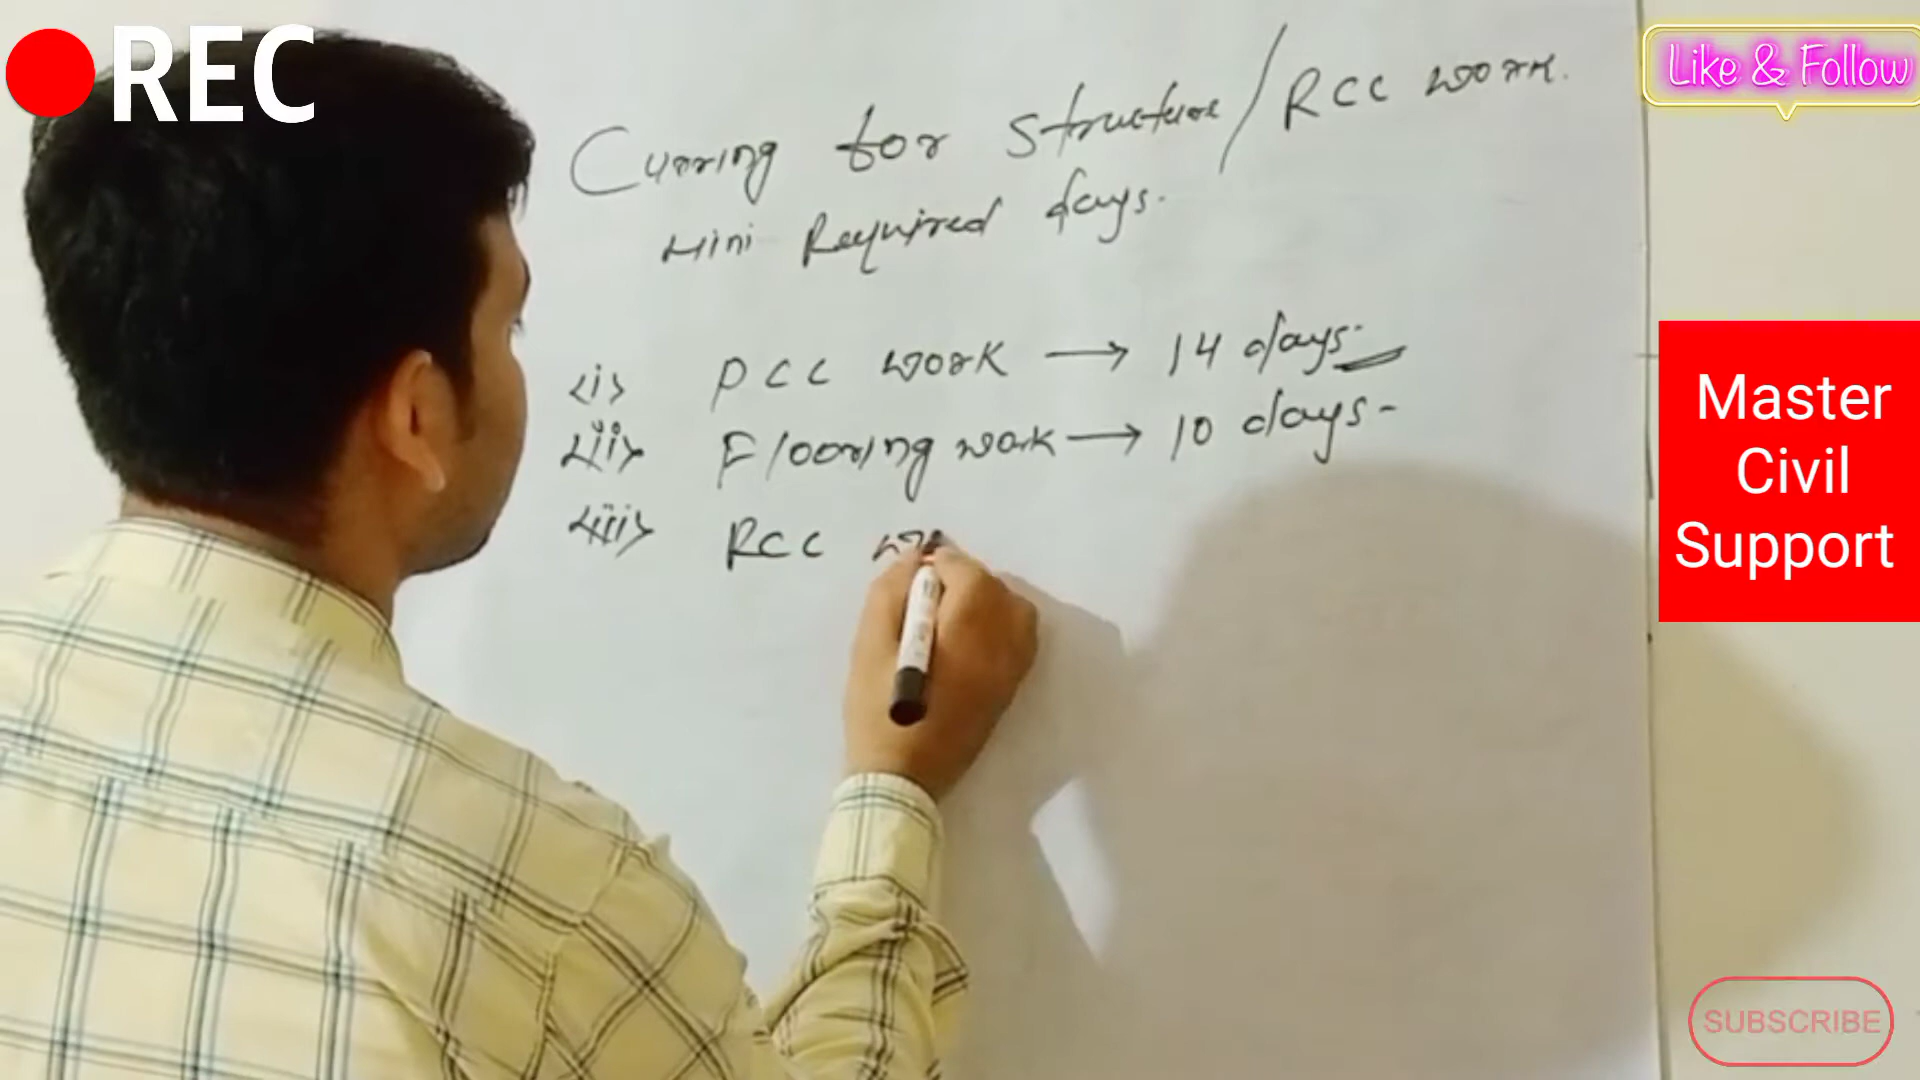 REC
Like & Follow
Curring for Structure / RCC work.
Mini Required days.
<i> PCC work → 14 days.
<ii> Flooring work → 10 days-
<iii> RCC
Master
Civil
Support
SUBSCRIBE